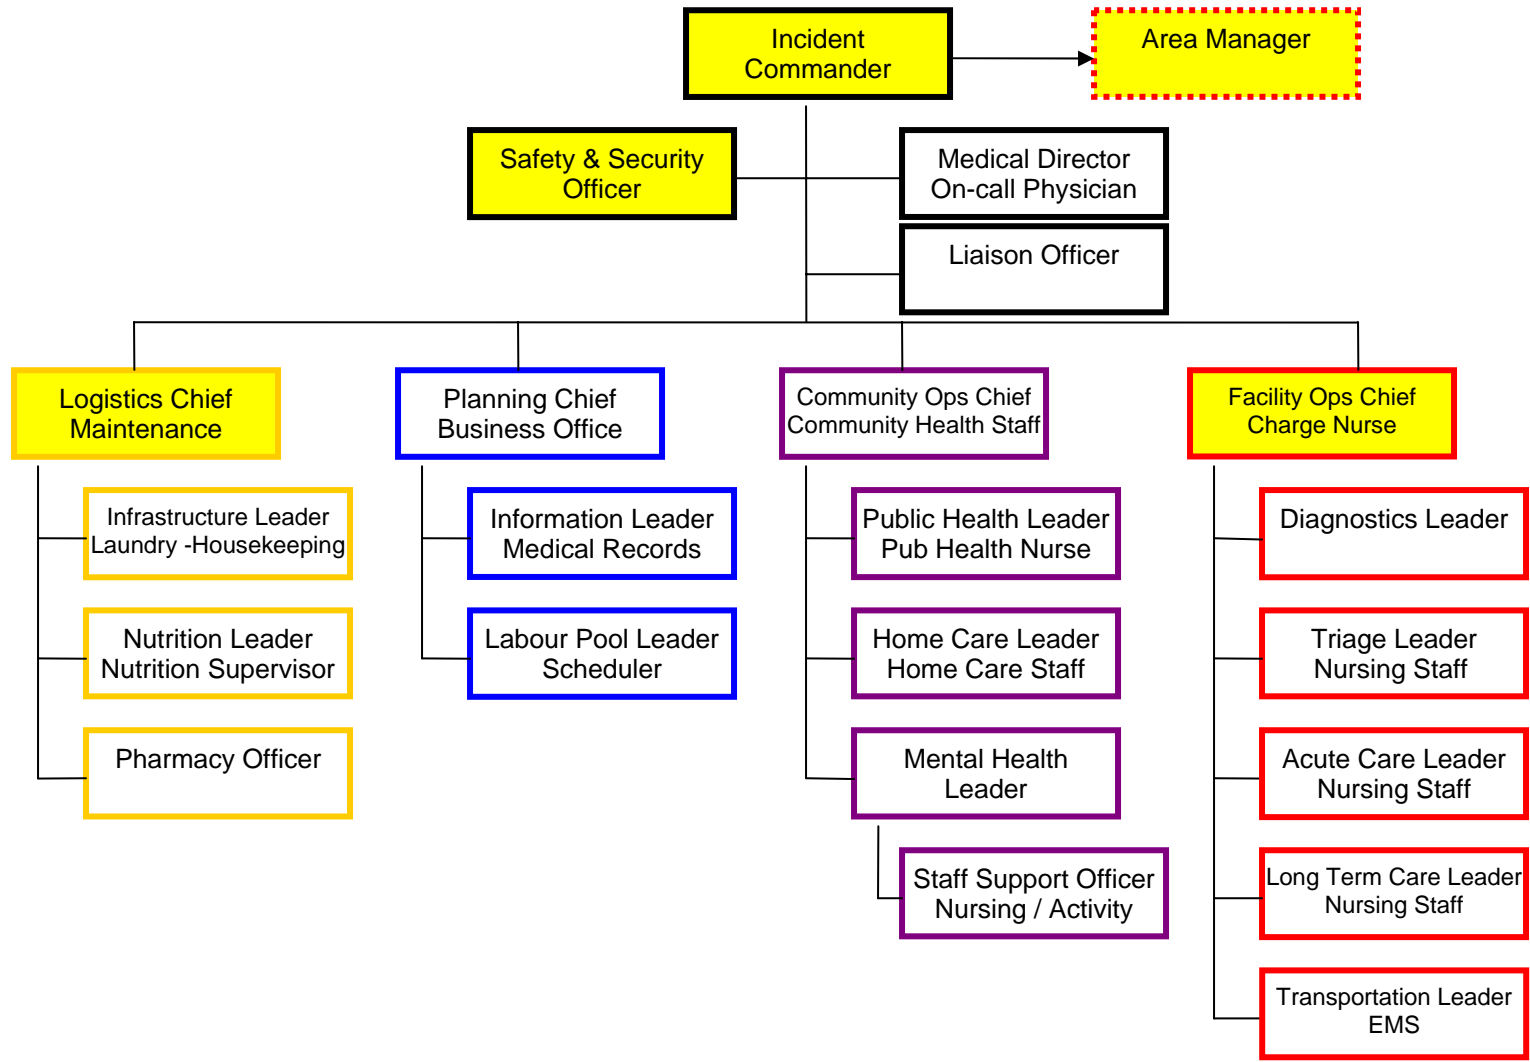 Incident
Commander
Area Manager
Safety & Security
Officer
Medical Director
On-call Physician
Liaison Officer
Logistics Chief
Maintenance
Planning Chief
Business Office
Community Ops Chief
Community Health Staff
Facility Ops Chief
Charge Nurse
Infrastructure Leader
Laundry -Housekeeping
Information Leader
Medical Records
Public Health Leader
Pub Health Nurse
Diagnostics Leader
Nutrition Leader
Nutrition Supervisor
Labour Pool Leader
Scheduler
Home Care Leader
Home Care Staff
Triage Leader
Nursing Staff
Pharmacy Officer
Mental Health
Leader
Acute Care Leader
Nursing Staff
Staff Support Officer
Nursing / Activity
Long Term Care Leader
Nursing Staff
Transportation Leader
EMS